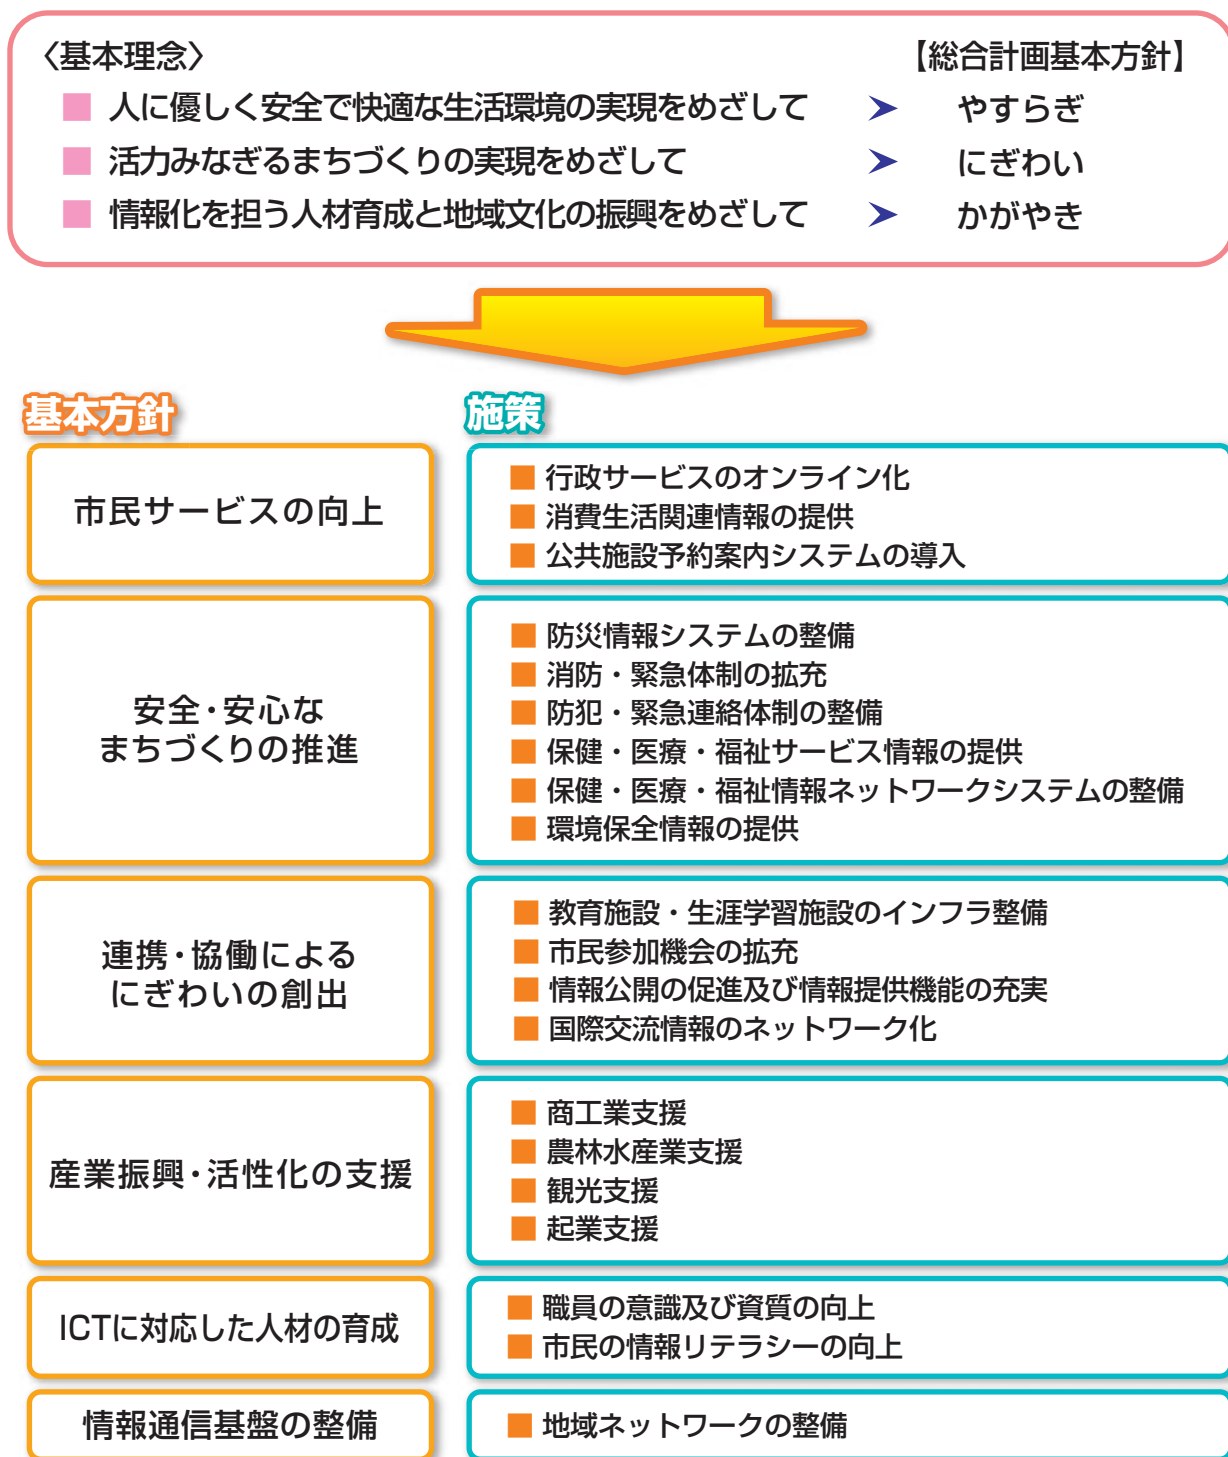 〈基本理念〉 【総合計画基本方針】
■ 人に優しく安全で快適な生活環境の実現をめざして ➤ やすらぎ
■ 活力みなぎるまちづくりの実現をめざして ➤ にぎわい
■ 情報化を担う人材育成と地域文化の振興をめざして ➤ かがやき
基本方針 施策
市民サービスの向上
■ 行政サービスのオンライン化
■ 消費生活関連情報の提供
■ 公共施設予約案内システムの導入
安全・安心な
まちづくりの推進
■ 防災情報システムの整備
■ 消防・緊急体制の拡充
■ 防犯・緊急連絡体制の整備
■ 保健・医療・福祉サービス情報の提供
■ 保健・医療・福祉情報ネットワークシステムの整備
■ 環境保全情報の提供
連携・協働による
にぎわいの創出
■ 教育施設・生涯学習施設のインフラ整備
■ 市民参加機会の拡充
■ 情報公開の促進及び情報提供機能の充実
■ 国際交流情報のネットワーク化
産業振興・活性化の支援
■ 商工業支援
■ 農林水産業支援
■ 観光支援
■ 起業支援
ICTに対応した人材の育成
■ 職員の意識及び資質の向上
■ 市民の情報リテラシーの向上
情報通信基盤の整備
■ 地域ネットワークの整備